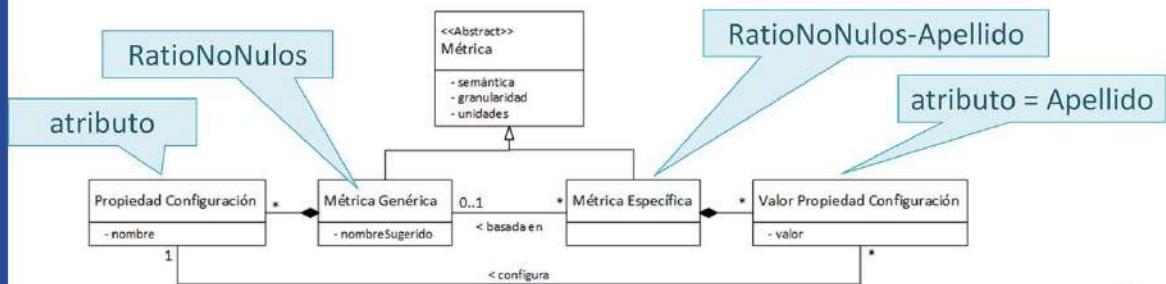 <<Abstract>>
Métrica
- semántica
- granularidad
- unidades
RatioNoNulos
RatioNoNulos-Apellido
atributo
atributo = Apellido
Propiedad Configuración
- nombre
*
Métrica Genérica
- nombreSugerido
0..1
*
< basada en
Métrica Específica
*
Valor Propiedad Configuración
- valor
1
*
< configura